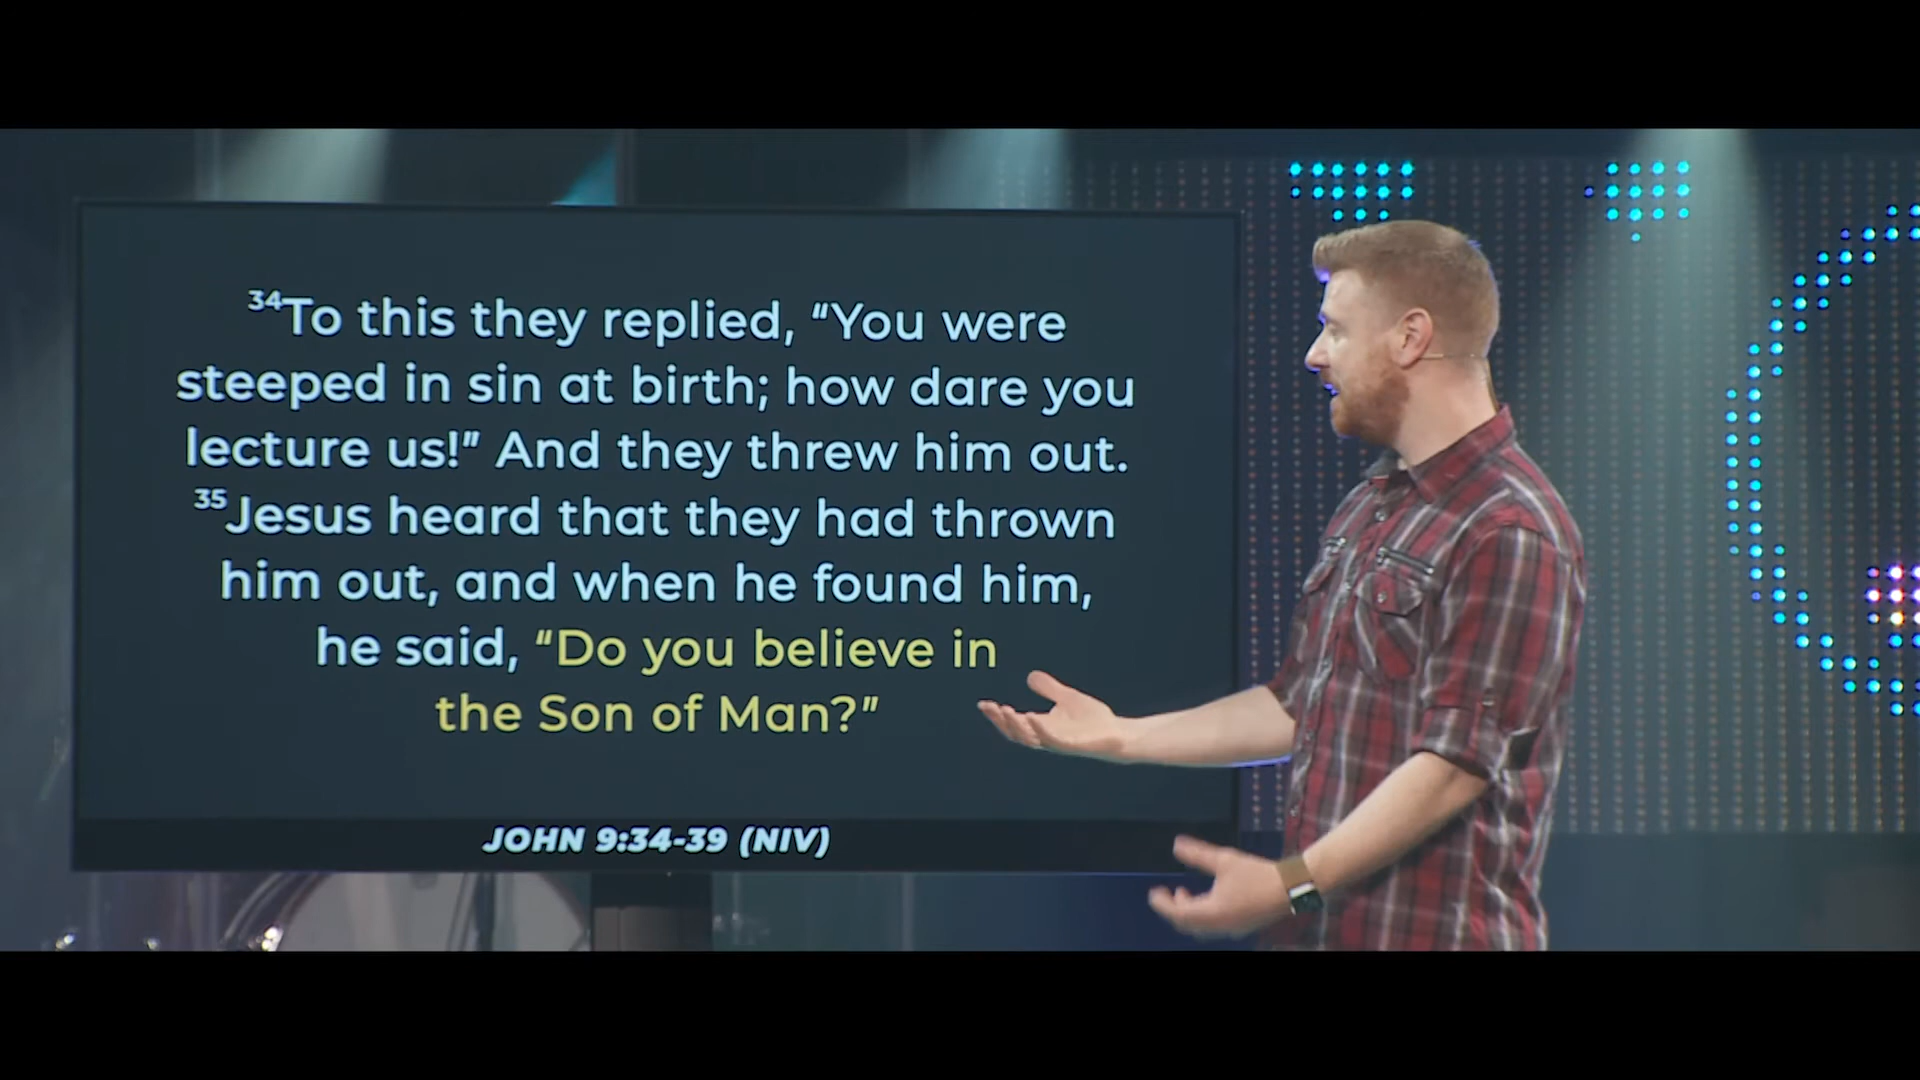 34To this they replied, “You were
steeped in sin at birth; how dare you
lecture us!” And they threw him out.
35Jesus heard that they had thrown
him out, and when he found him,
he said, “Do you believe in
the Son of Man?”
JOHN 9:34-39 (NIV)